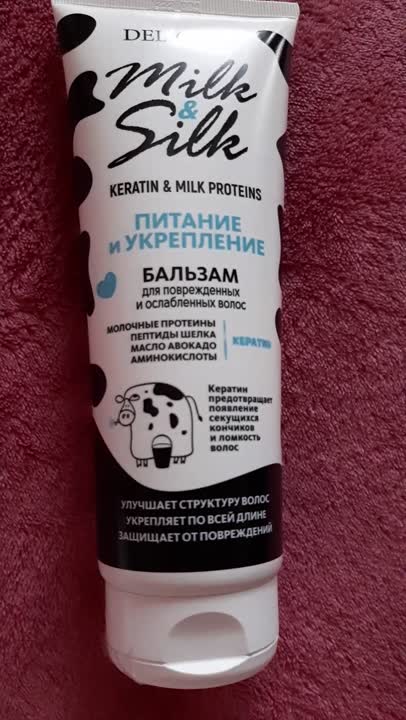 DEL
Milk
&
Silk
KERATIN & MILK PROTEINS
ПИТАНИЕ
и УКРЕПЛЕНИЕ
БАЛЬЗАМ
для поврежденных
и ослабленных волос
МОЛОЧНЫЕ ПРОТЕИНЫ
ПЕПТИДЫ ШЕЛКА
МАСЛО АВОКАДО
АМИНОКИСЛОТЫ
КЕРАТИН
Кератин
предотвращает
появление
секущихся
кончиков
и ломкость
волос
УЛУЧШАЕТ СТРУКТУРУ ВОЛОС
УКРЕПЛЯЕТ ПО ВСЕЙ ДЛИНЕ
ЗАЩИЩАЕТ ОТ ПОВРЕЖДЕНИЙ